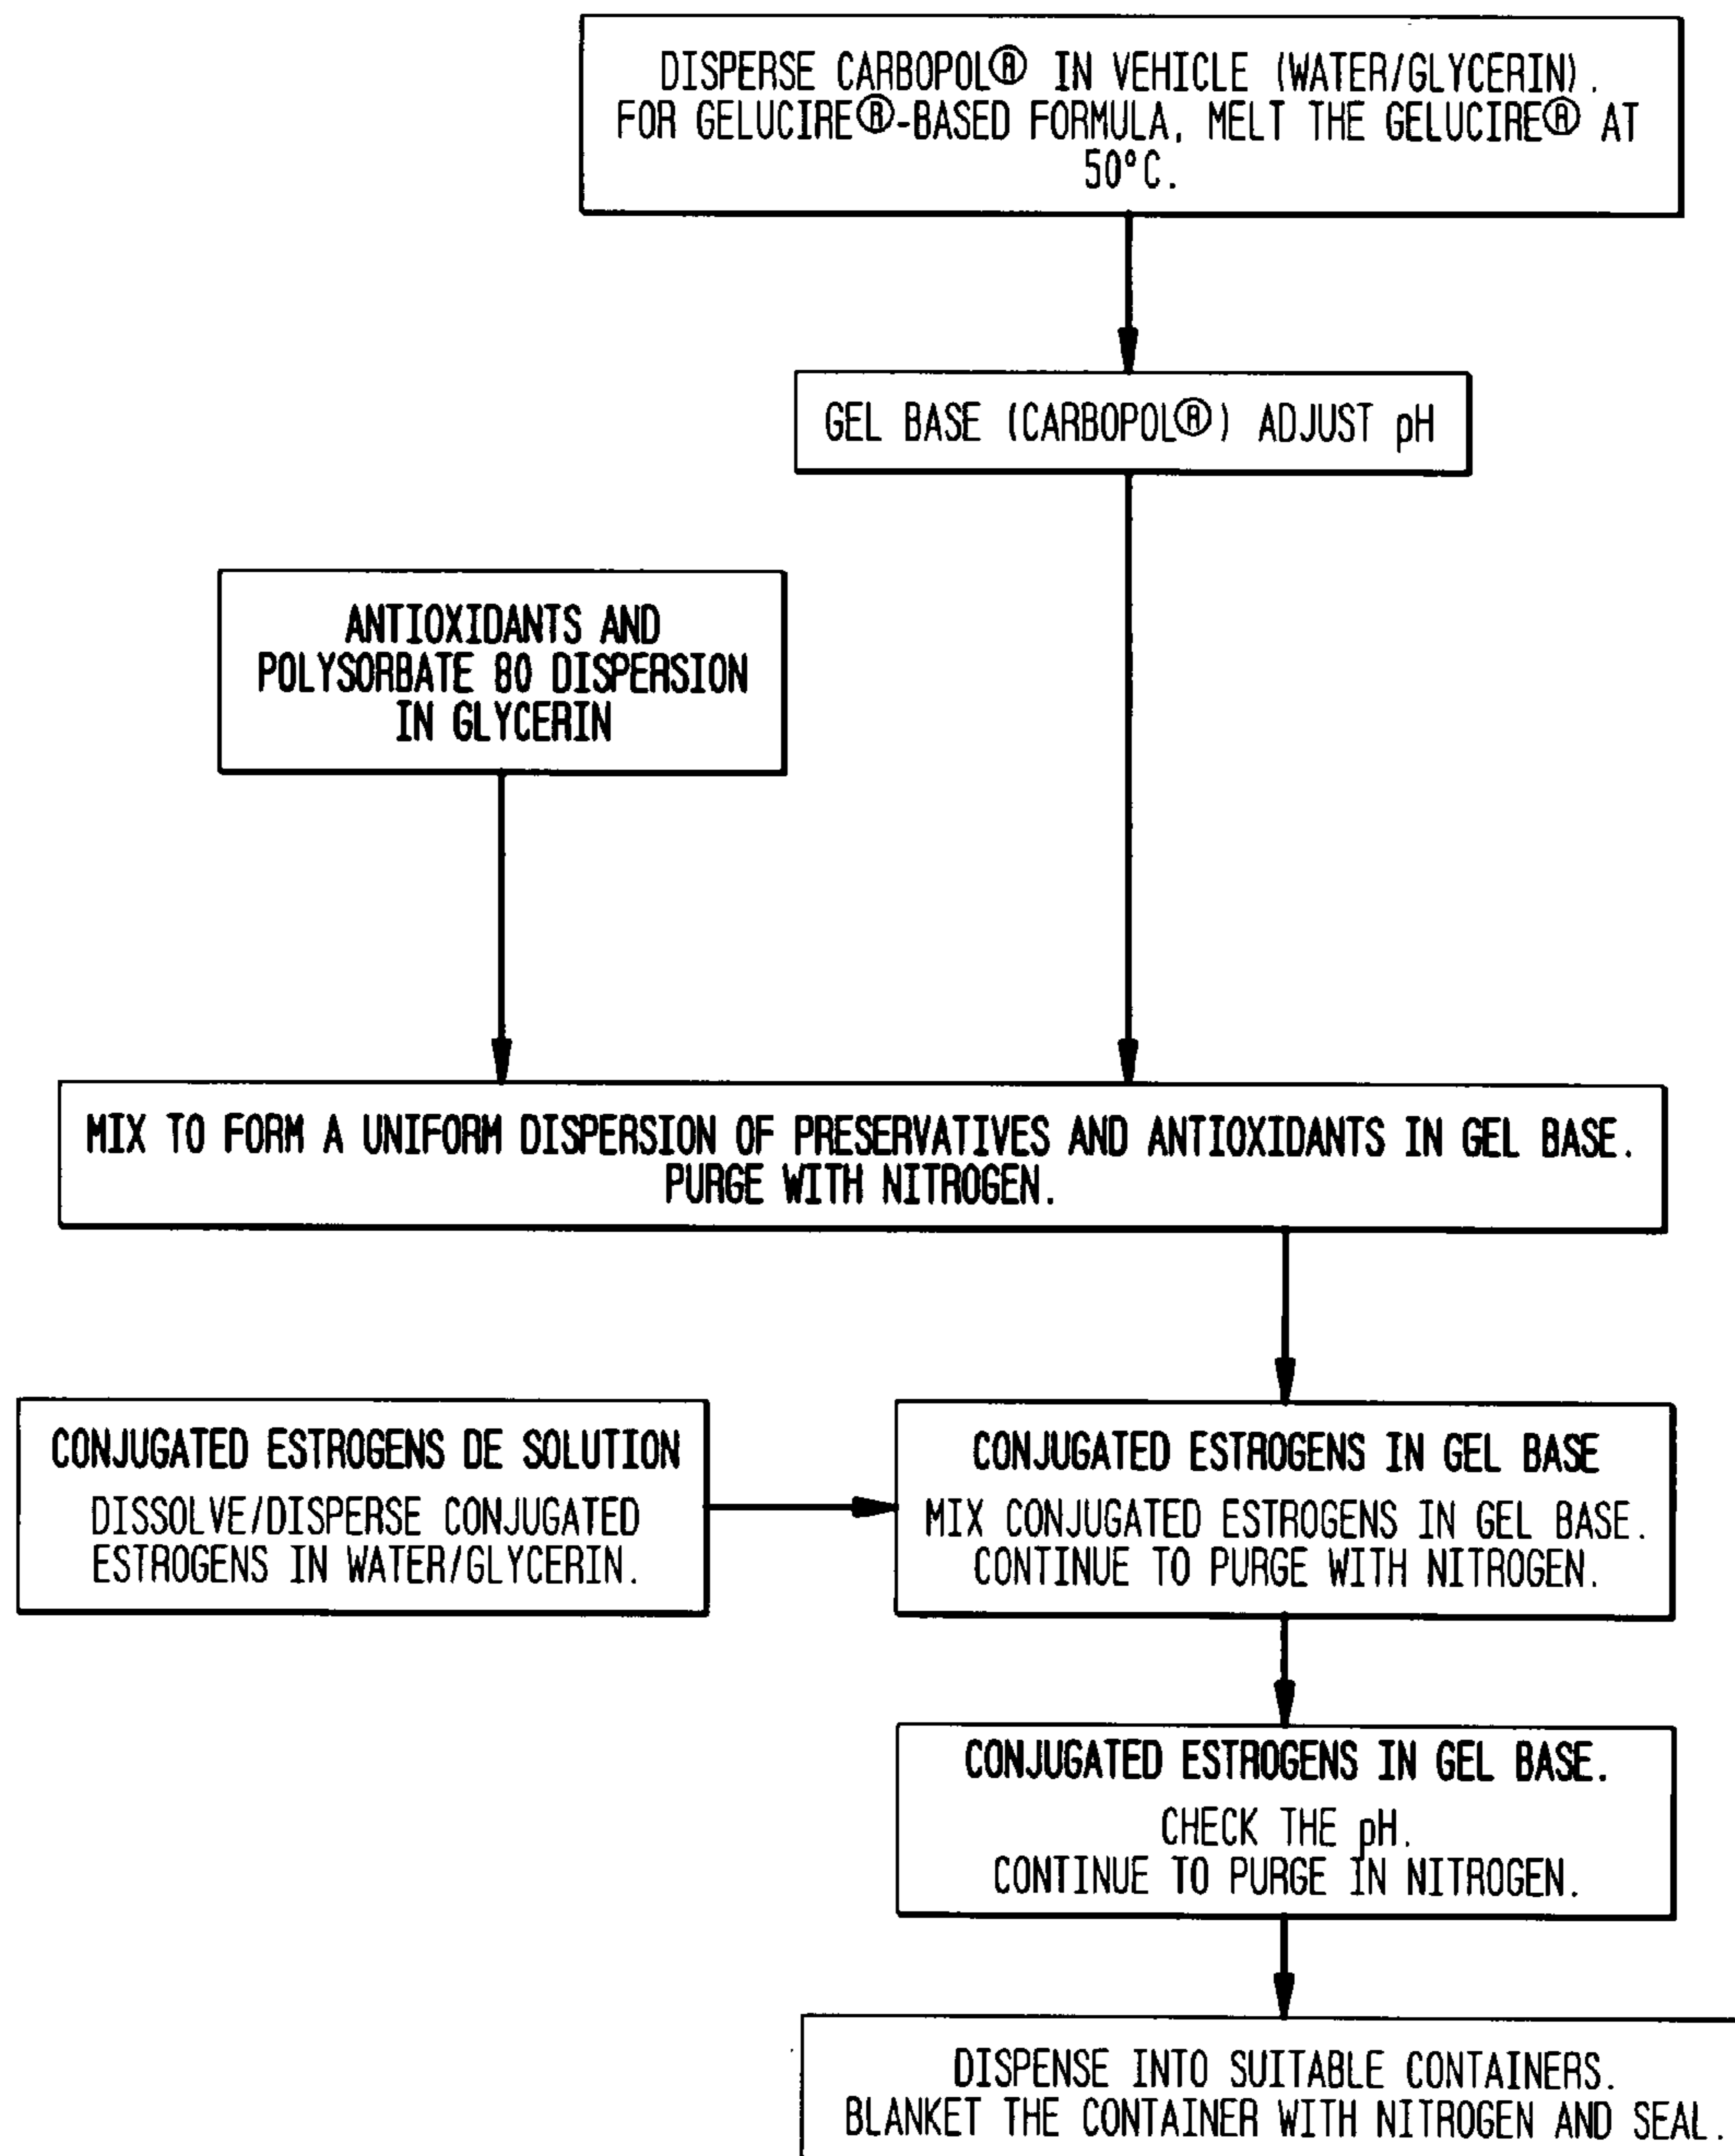 DISPERSE CARBOPOL® IN VEHICLE (WATER/GLYCERIN).
FOR GELUCIRE®-BASED FORMULA, MELT THE GELUCIRE® AT
50°C.
GEL BASE (CARBOPOL®) ADJUST pH
ANTIOXIDANTS AND
POLYSORBATE 80 DISPERSION
IN GLYCERIN
MIX TO FORM A UNIFORM DISPERSION OF PRESERVATIVES AND ANTIOXIDANTS IN GEL BASE.
PURGE WITH NITROGEN.
CONJUGATED ESTROGENS DE SOLUTION
DISSOLVE/DISPERSE CONJUGATED
ESTROGENS IN WATER/GLYCERIN.
CONJUGATED ESTROGENS IN GEL BASE
MIX CONJUGATED ESTROGENS IN GEL BASE.
CONTINUE TO PURGE WITH NITROGEN.
CONJUGATED ESTROGENS IN GEL BASE.
CHECK THE pH.
CONTINUE TO PURGE IN NITROGEN.
DISPENSE INTO SUITABLE CONTAINERS.
BLANKET THE CONTAINER WITH NITROGEN AND SEAL.